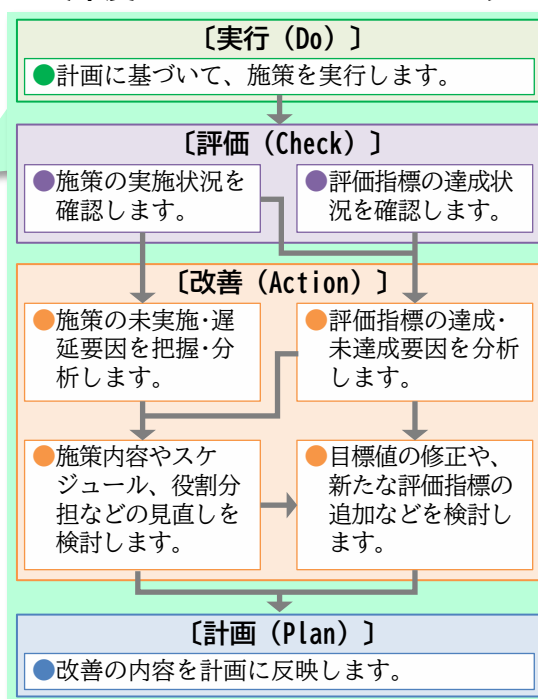 〔実行（Do）〕
●計画に基づいて、施策を実行します。
〔評価（Check）〕
●施策の実施状況を
確認します。
●評価指標の達成状
況を確認します。
〔改善（Action）〕
●施策の未実施・遅
延要因を把握・分
析します。
●評価指標の達成・
未達成要因を分析
します。
●施策内容やスケ
ジュール、役割分
担などの見直しを
検討します。
●目標値の修正や、
新たな評価指標の
追加などを検討し
ます。
〔計画（Plan）〕
●改善の内容を計画に反映します。